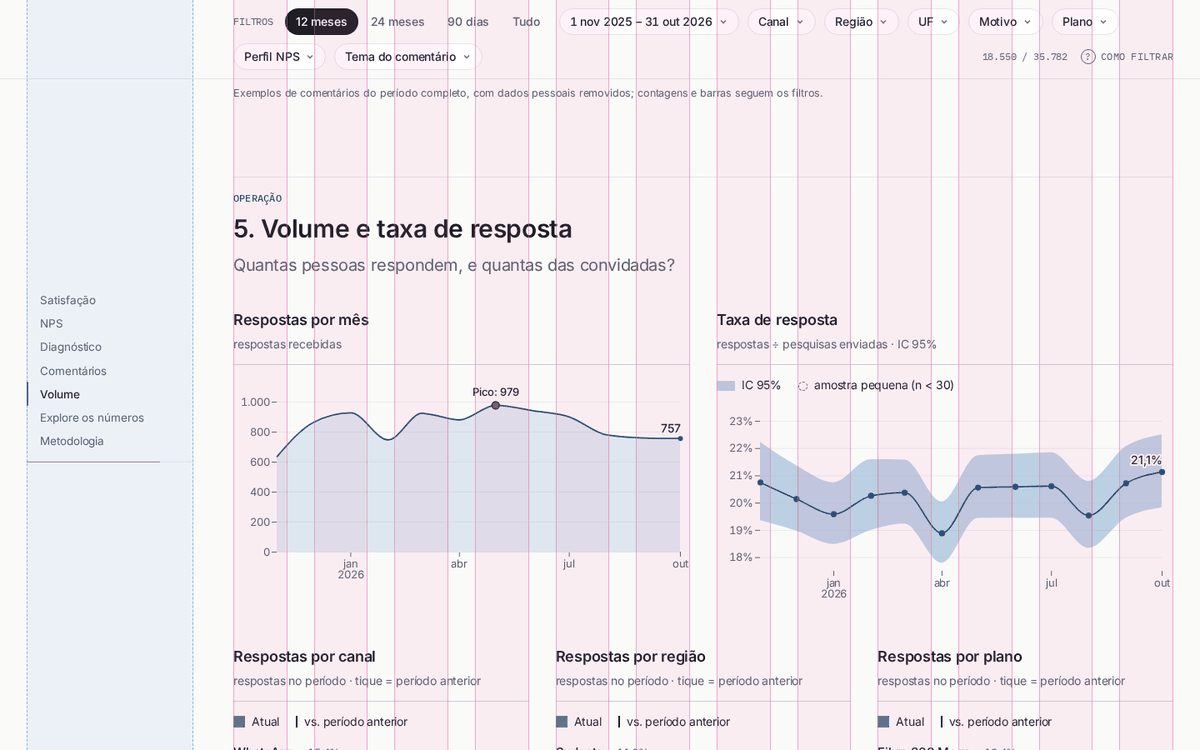 FILTROS 12 meses 24 meses 90 dias Tudo 1 nov 2025 – 31 out 2026 Canal Região UF Motivo Plano
Perfil NPS Tema do comentário 18.550 / 35.782 ? COMO FILTRAR
Exemplos de comentários do período completo, com dados pessoais removidos; contagens e barras seguem os filtros.
OPERAÇÃO
5. Volume e taxa de resposta
Quantas pessoas respondem, e quantas das convidadas?
Satisfação
NPS
Diagnóstico
Comentários
Volume
Explore os números
Metodologia
Respostas por mês
respostas recebidas
Pico: 979
1.000
800
600
400
200
0
757
jan
2026
abr
jul
out
Taxa de resposta
respostas ÷ pesquisas enviadas · IC 95%
IC 95% amostra pequena (n < 30)
23%
22%
21%
20%
19%
18%
21,1%
jan
2026
abr
jul
out
Respostas por canal
respostas no período · tique = período anterior
Atual vs. período anterior
Respostas por região
respostas no período · tique = período anterior
Atual vs. período anterior
Respostas por plano
respostas no período · tique = período anterior
Atual vs. período anterior